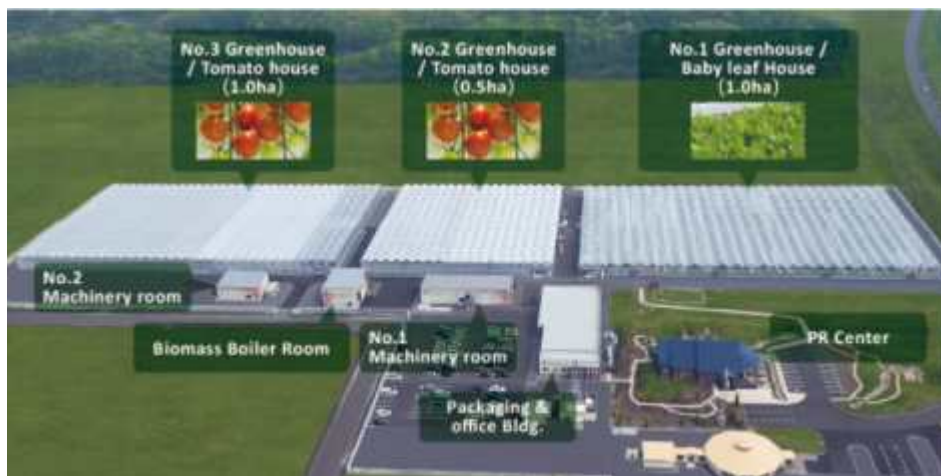 No.3 Greenhouse
/ Tomato house
(1.0ha)
No.2 Greenhouse
/ Tomato house
(0.5ha)
No.1 Greenhouse /
Baby leaf House
(1.0ha)
No.2
Machinery room
Biomass Boiler Room
No.1
Machinery room
PR Center
Packaging &
office Bldg.